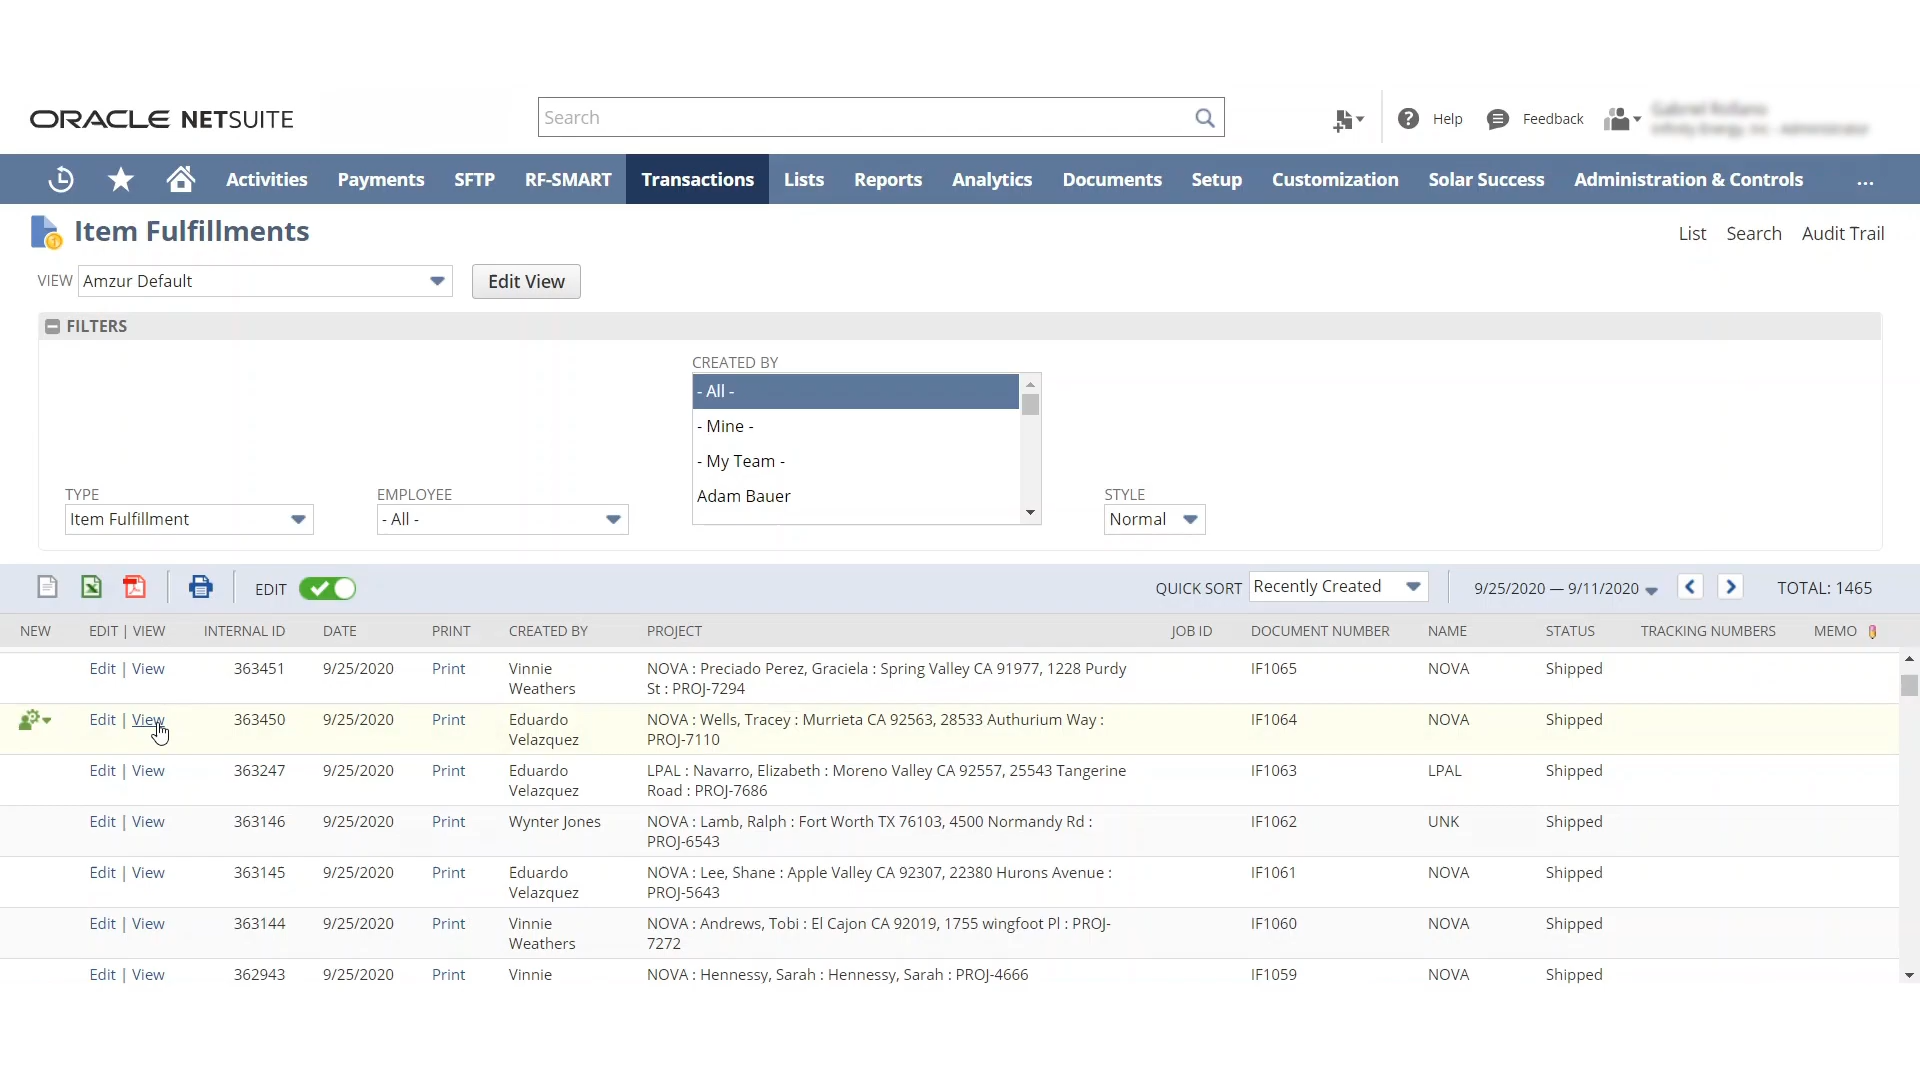 ORACLE NETSUITE
Search
Help
Feedback
Activities
Payments
SFTP
RF-SMART
Transactions
Lists
Reports
Analytics
Documents
Setup
Customization
Solar Success
Administration & Controls
...
Item Fulfillments
List
Search
Audit Trail
VIEW
Amzur Default
Edit View
FILTERS
CREATED BY
- All -
- Mine -
- My Team -
Adam Bauer
TYPE
Item Fulfillment
EMPLOYEE
- All -
STYLE
Normal
EDIT
QUICK SORT
Recently Created
9/25/2020 — 9/11/2020
TOTAL: 1465
NEW EDIT | VIEW INTERNAL ID DATE PRINT CREATED BY PROJECT JOB ID DOCUMENT NUMBER NAME STATUS TRACKING NUMBERS MEMO
Edit | View 363451 9/25/2020 Print Vinnie NOVA : Preciado Perez, Graciela : Spring Valley CA 91977, 1228 Purdy IF1065 NOVA Shipped
Weathers St : PROJ-7294
Edit | View 363450 9/25/2020 Print Eduardo NOVA : Wells, Tracey : Murrieta CA 92563, 28533 Authurium Way : IF1064 NOVA Shipped
Velazquez PROJ-7110
Edit | View 363247 9/25/2020 Print Eduardo LPAL : Navarro, Elizabeth : Moreno Valley CA 92557, 25543 Tangerine IF1063 LPAL Shipped
Velazquez Road : PROJ-7686
Edit | View 363146 9/25/2020 Print Wynter Jones NOVA : Lamb, Ralph : Fort Worth TX 76103, 4500 Normandy Rd : IF1062 UNK Shipped
PROJ-6543
Edit | View 363145 9/25/2020 Print Eduardo NOVA : Lee, Shane : Apple Valley CA 92307, 22380 Hurons Avenue : IF1061 NOVA Shipped
Velazquez PROJ-5643
Edit | View 363144 9/25/2020 Print Vinnie NOVA : Andrews, Tobi : El Cajon CA 92019, 1755 wingfoot Pl : PROJ- IF1060 NOVA Shipped
Weathers 7272
Edit | View 362943 9/25/2020 Print Vinnie NOVA : Hennessy, Sarah : Hennessy, Sarah : PROJ-4666 IF1059 NOVA Shipped